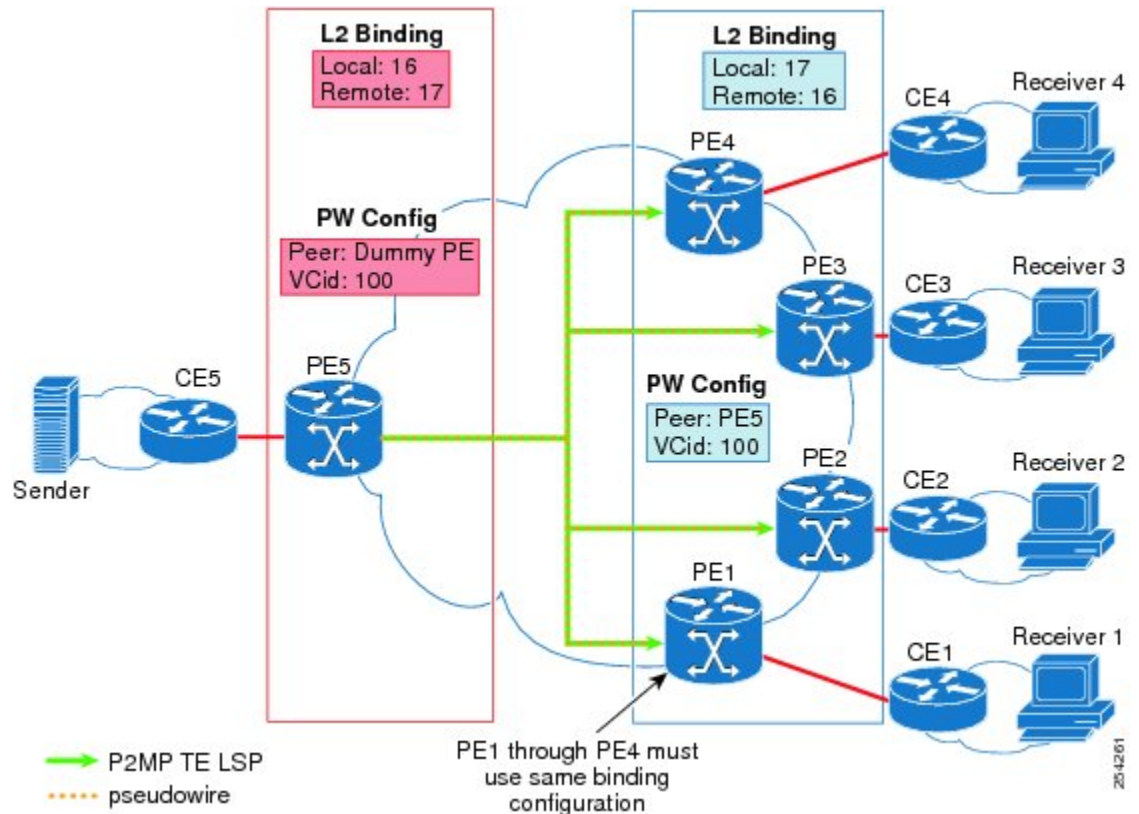 L2 Binding
Local: 16
Remote: 17
L2 Binding
Local: 17
Remote: 16
Receiver 4
CE4
PE4
PW Config
Peer: Dummy PE
VCid: 100
PE3
CE3
Receiver 3
CE5
PE5
PW Config
Peer: PE5
VCid: 100
Sender
PE2
CE2
Receiver 2
PE1
CE1
Receiver 1
P2MP TE LSP
pseudowire
PE1 through PE4 must
use same binding
configuration
254261